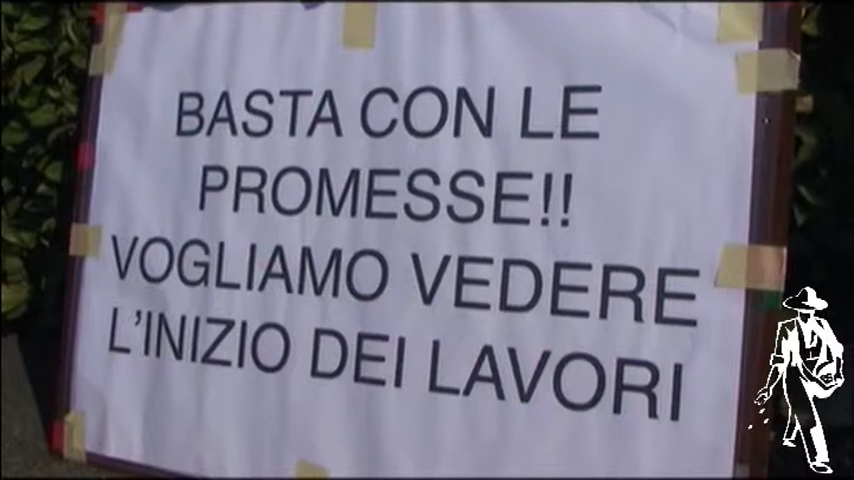 BASTA CON LE
PROMESSE!!
VOGLIAMO VEDERE
L'INIZIO DEI LAVORI